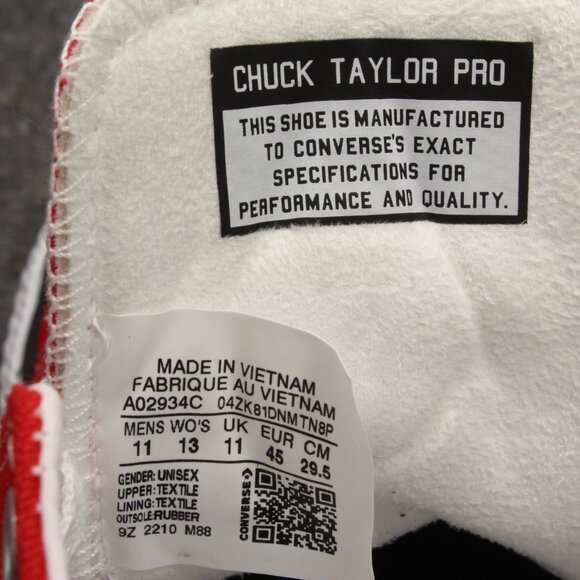 CHUCK TAYLOR PRO
THIS SHOE IS MANUFACTURED
TO CONVERSE'S EXACT
SPECIFICATIONS FOR
PERFORMANCE AND QUALITY.
MADE IN VIETNAM
FABRIQUE AU VIETNAM
A02934C 04ZK81DNMTN8P
MENS WO'S UK EUR CM
11 13 11 45 29.5
GENDER: UNISEX
UPPER: TEXTILE
LINING: TEXTILE
OUTSOLE: RUBBER
9Z 2210 M88
CONVERSE